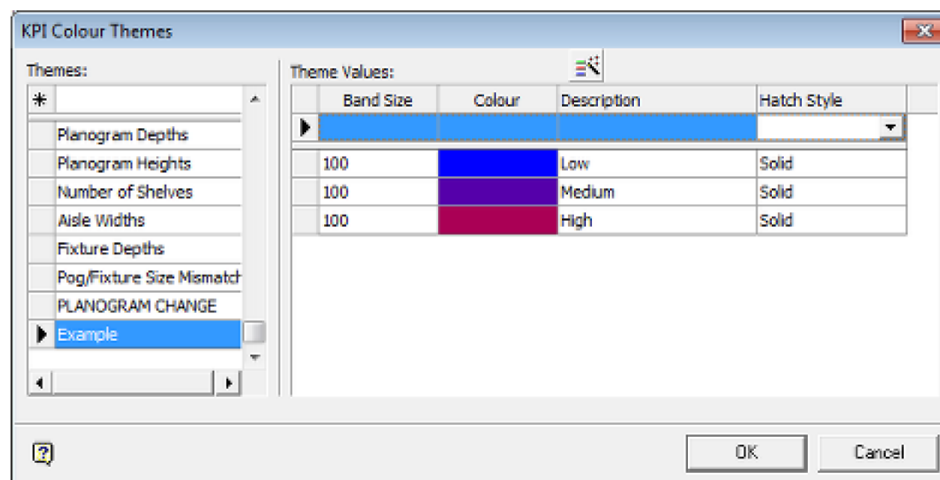 KPI Colour Themes
Themes:
Planogram Depths
Planogram Heights
Number of Shelves
Aisle Widths
Fixture Depths
Pog/Fixture Size Mismatch
PLANOGRAM CHANGE
Example
Theme Values:
Band Size Colour Description Hatch Style
100 Low Solid
100 Medium Solid
100 High Solid
OK Cancel